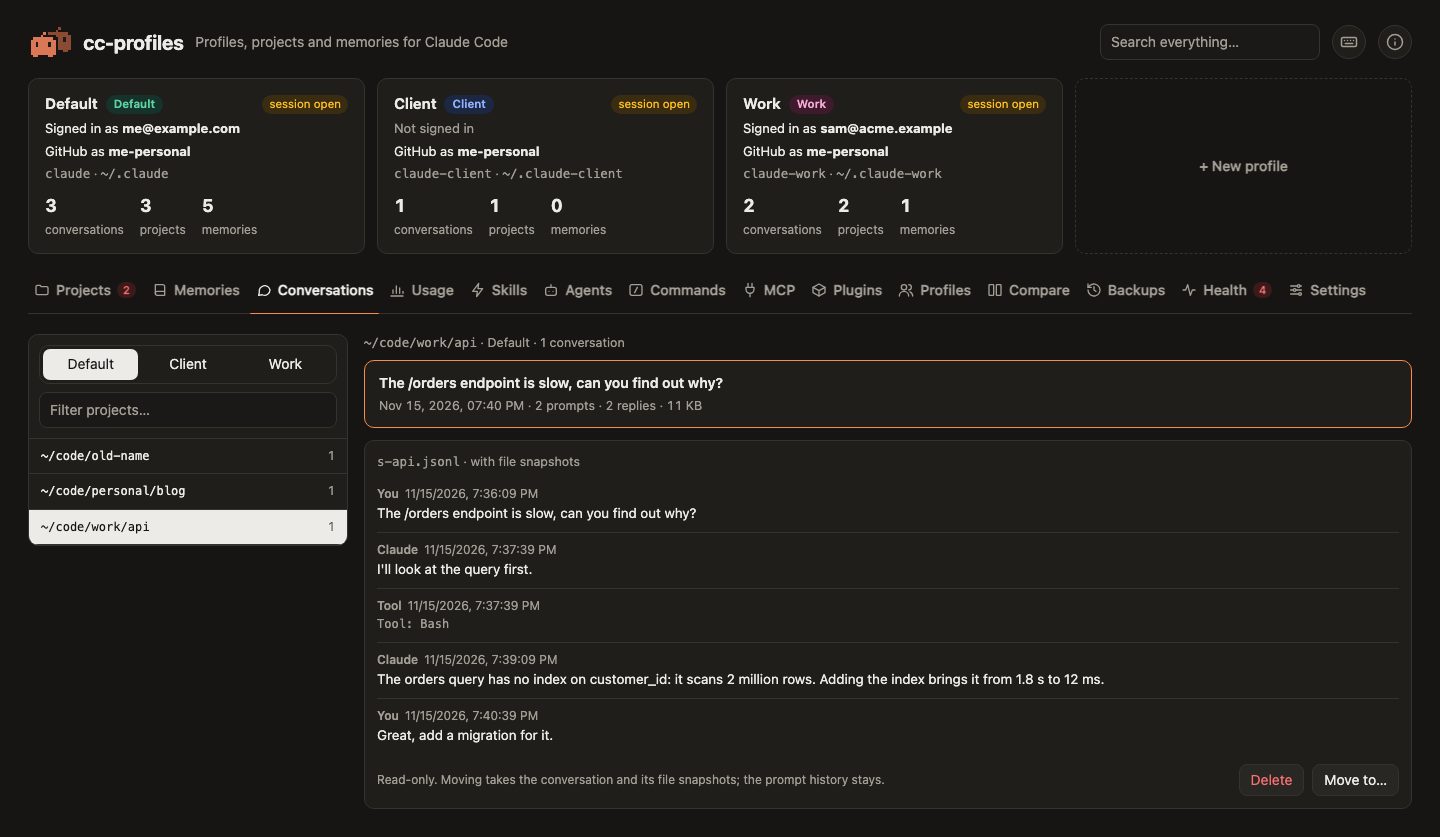 cc-profiles Profiles, projects and memories for Claude Code Search everything...
Default Default session open
Signed in as me@example.com
GitHub as me-personal
claude · ~/.claude
3 3 5
conversations projects memories
Client Client session open
Not signed in
GitHub as me-personal
claude-client · ~/.claude-client
1 1 0
conversations projects memories
Work Work session open
Signed in as sam@acme.example
GitHub as me-personal
claude-work · ~/.claude-work
2 2 1
conversations projects memories
+ New profile
Projects 2 Memories Conversations Usage Skills Agents Commands MCP Plugins Profiles Compare Backups Health 4 Settings
Default Client Work
Filter projects...
~/code/old-name 1
~/code/personal/blog 1
~/code/work/api 1
~/code/work/api · Default · 1 conversation
The /orders endpoint is slow, can you find out why?
Nov 15, 2026, 07:40 PM · 2 prompts · 2 replies · 11 KB
s-api.jsonl · with file snapshots
You 11/15/2026, 7:36:09 PM
The /orders endpoint is slow, can you find out why?
Claude 11/15/2026, 7:37:39 PM
I'll look at the query first.
Tool 11/15/2026, 7:37:39 PM
Tool: Bash
Claude 11/15/2026, 7:39:09 PM
The orders query has no index on customer_id: it scans 2 million rows. Adding the index brings it from 1.8 s to 12 ms.
You 11/15/2026, 7:40:39 PM
Great, add a migration for it.
Read-only. Moving takes the conversation and its file snapshots; the prompt history stays. Delete Move to...